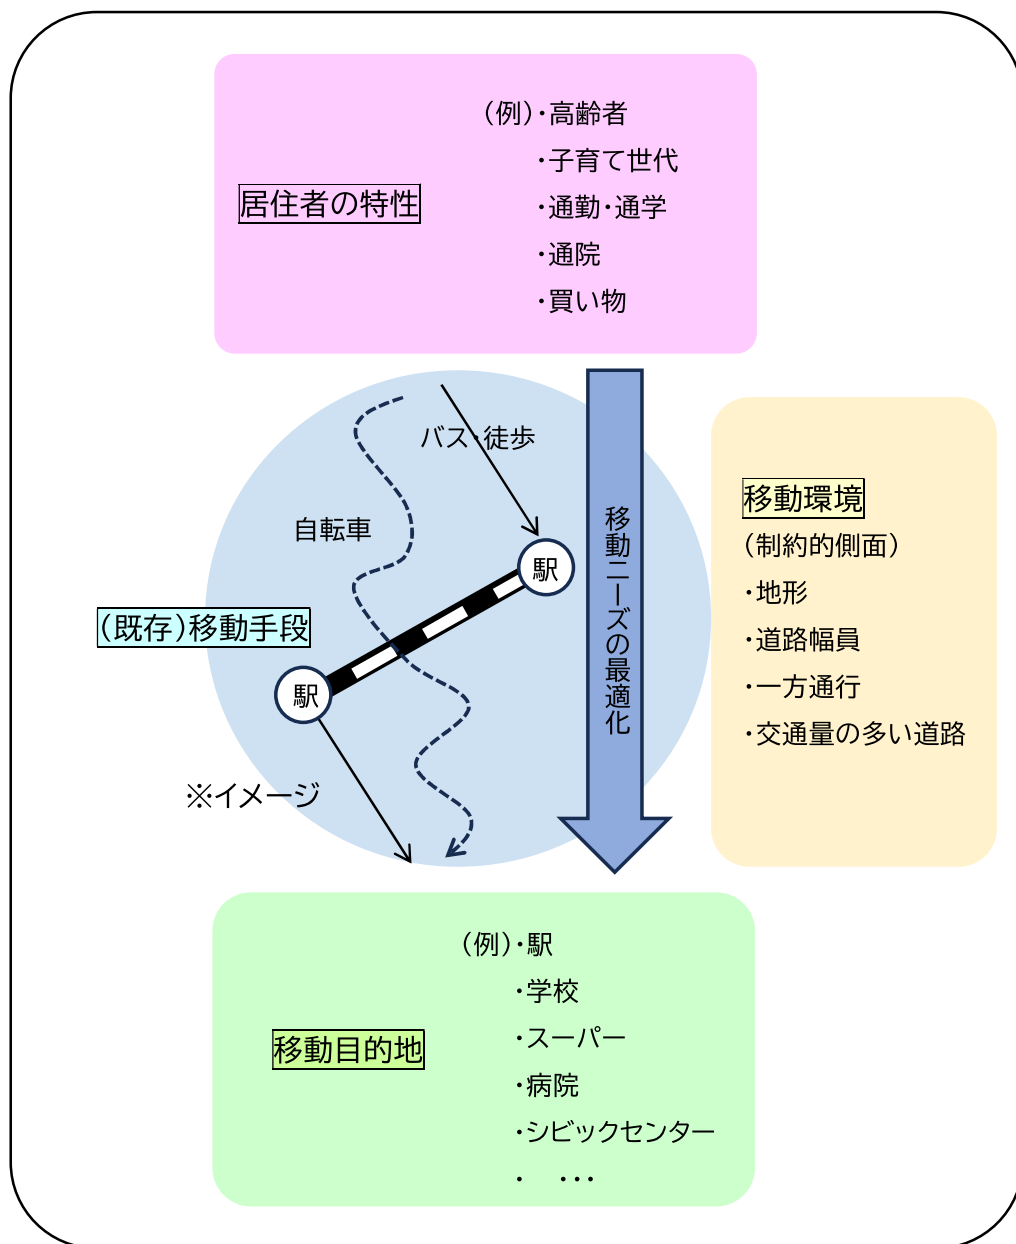 （例）・高齢者
・子育て世代
居住者の特性
・通勤・通学
・通院
・買い物
バス・徒歩
自転車
駅
（既存）移動手段
駅
※イメージ
移動ニーズの最適化
移動環境
（制約的側面）
・地形
・道路幅員
・一方通行
・交通量の多い道路
（例）・駅
・学校
・スーパー
移動目的地
・病院
・シビックセンター
・　・・・